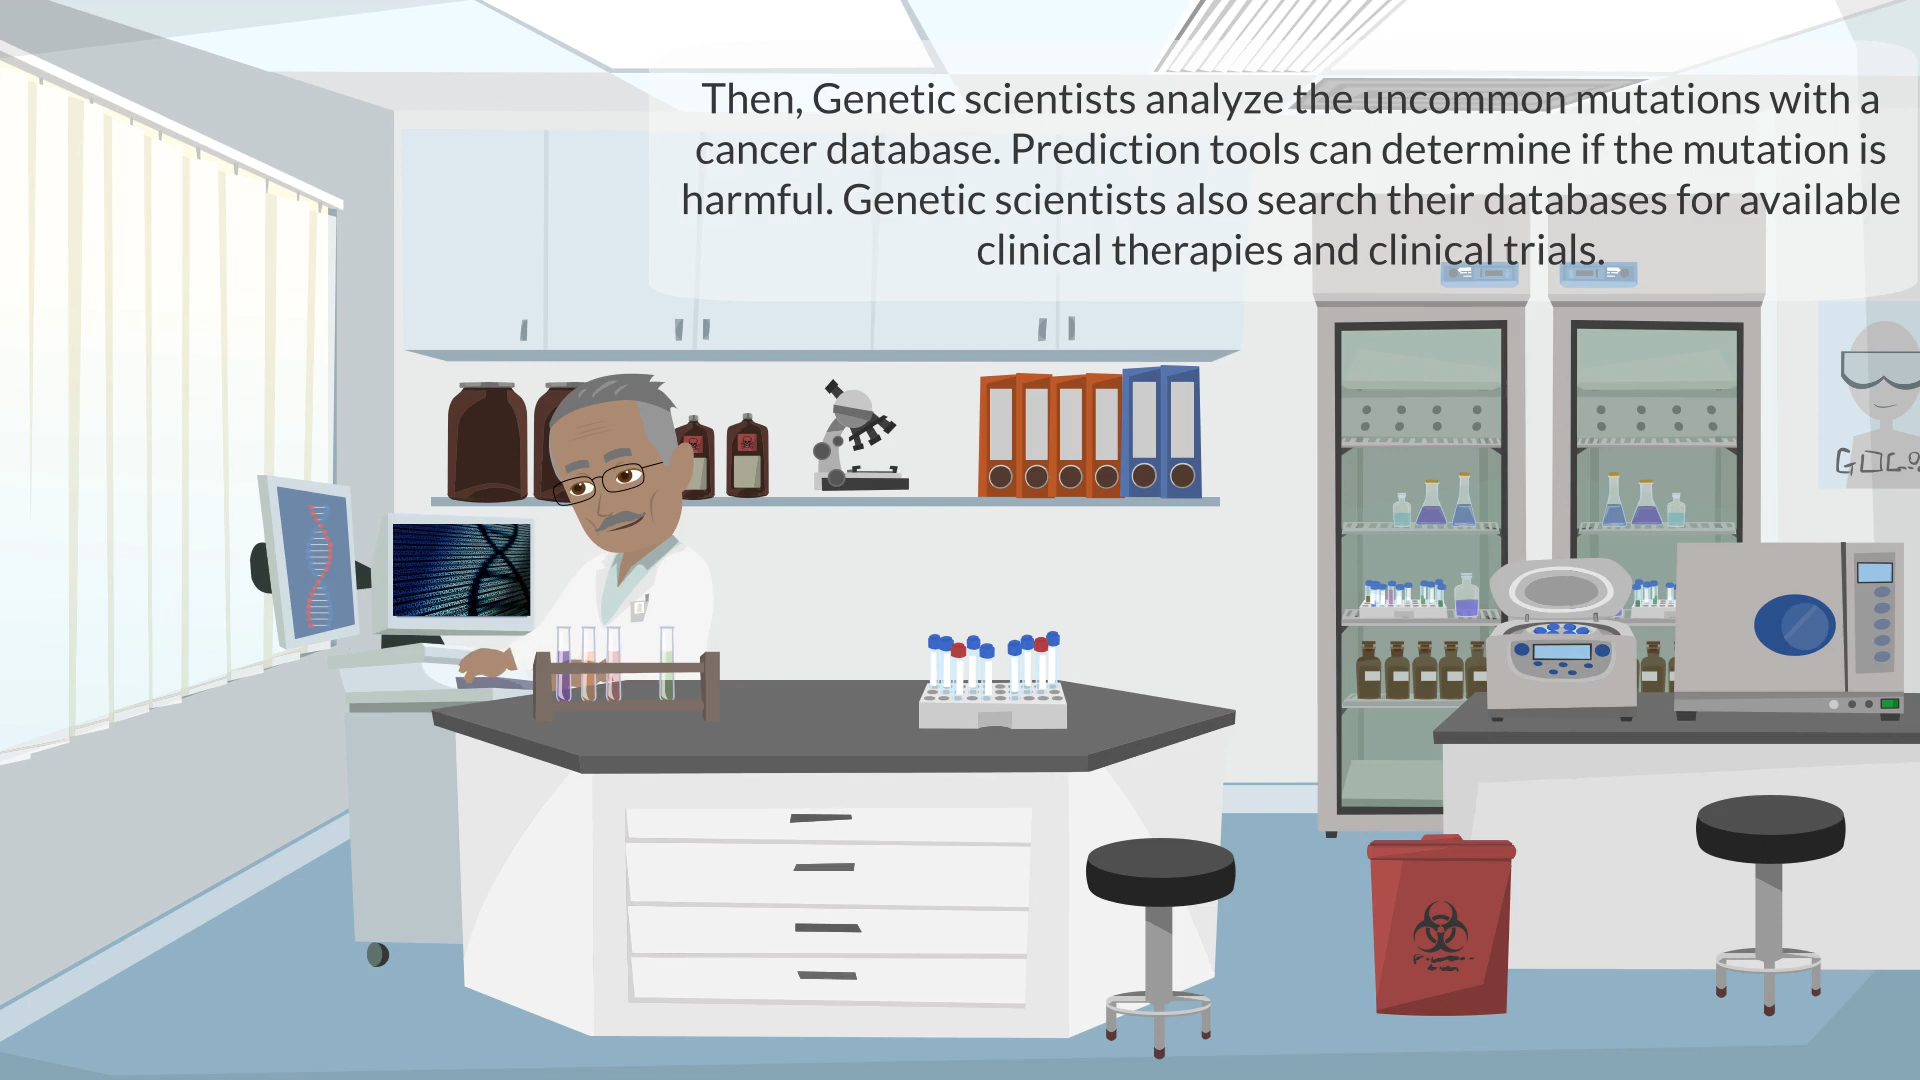 Then, Genetic scientists analyze the uncommon mutations with a
cancer database. Prediction tools can determine if the mutation is
harmful. Genetic scientists also search their databases for available
clinical therapies and clinical trials.